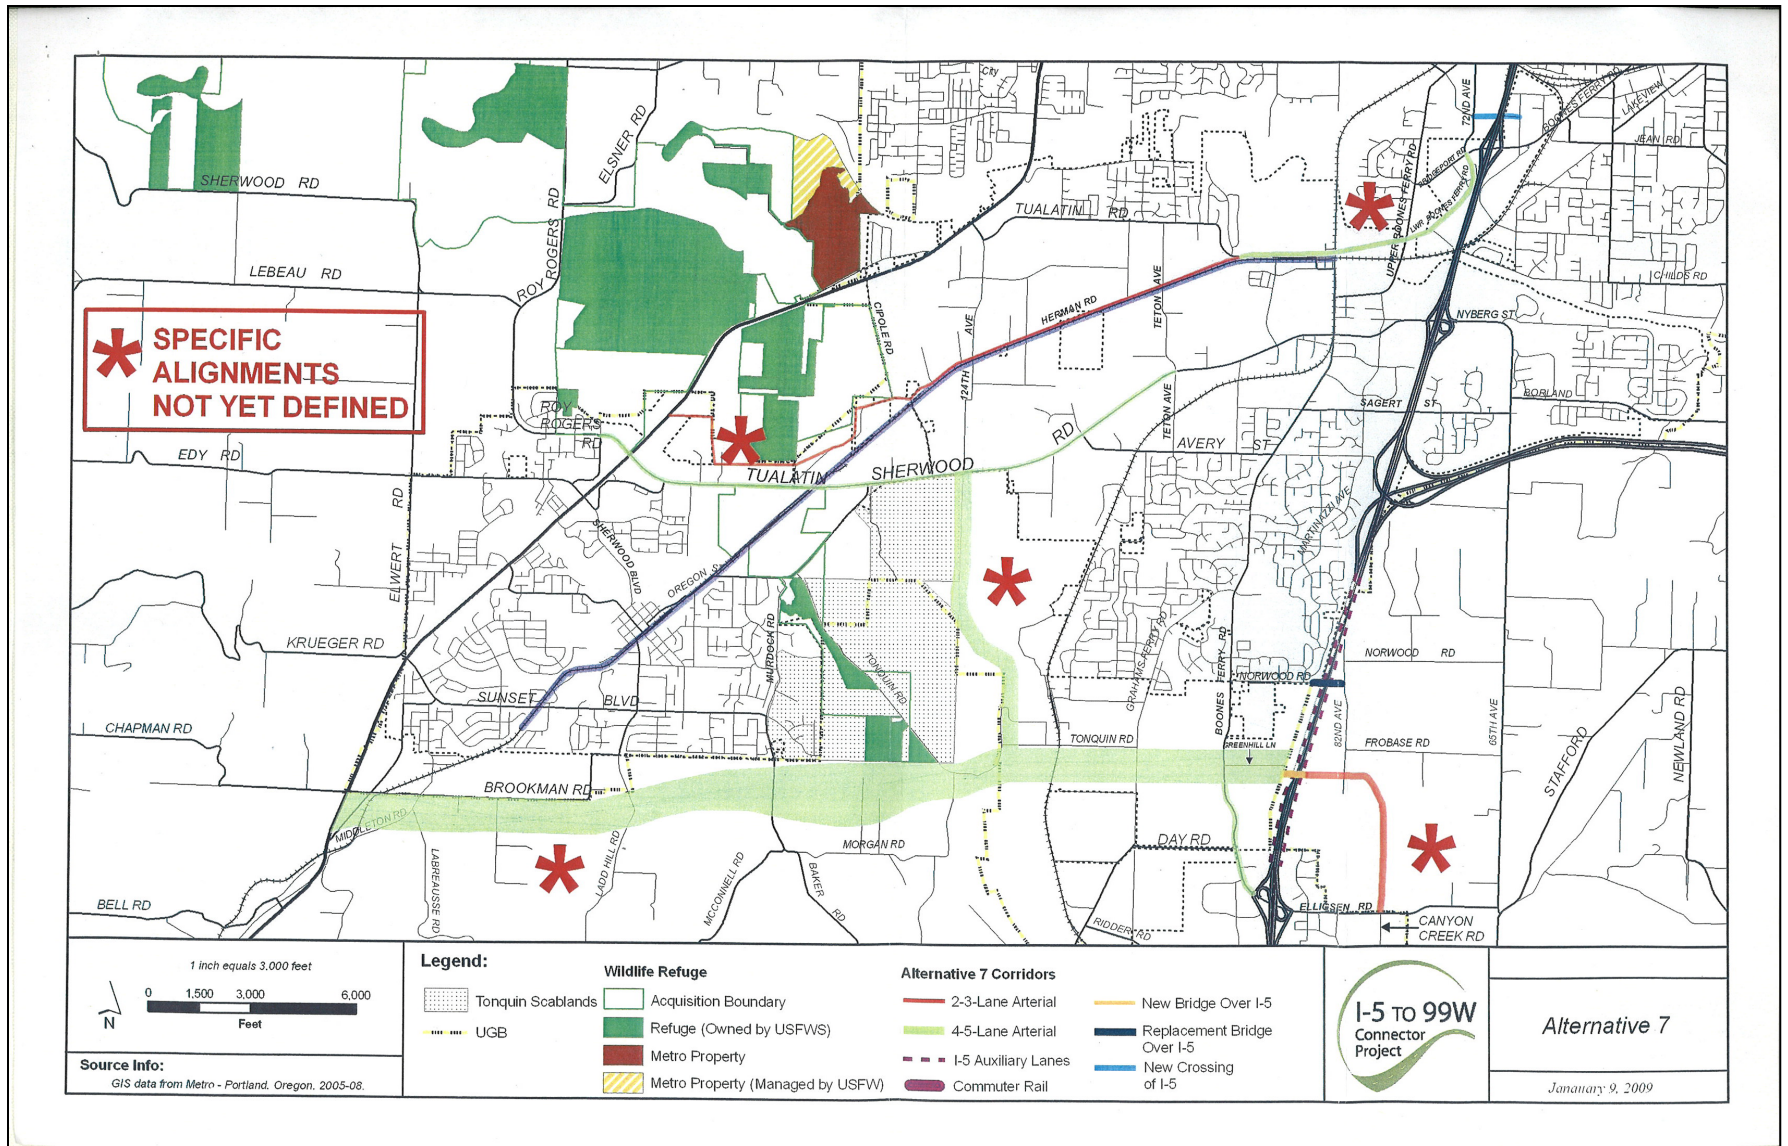 City
72ND AVE
BOONES FERRY RD
LAKEVIEW
JEAN RD
ELSNER RD
SHERWOOD RD
ROY ROGERS RD
TUALATIN RD
UPPER BOONES FERRY RD
BRIDGEPORT RD
LWR BOONES FERRY RD
LEBEAU RD
CHILDS RD
CIPOLE RD
HERMAN RD
TETON AVE
124TH AVE
NYBERG ST
* SPECIFIC
ALIGNMENTS
NOT YET DEFINED
ROY
ROGERS
RD
TETON AVE
SAGERT ST
BORLAND
EDY RD
TUALATIN SHERWOOD RD
AVERY ST
ELWERT RD
SHERWOOD BLVD
OREGON S
MARTINAZZI AVE
KRUEGER RD
MURDOCK RD
TONQUIN RD
GRAHAMS FERRY RD
BOONES FERRY RD
NORWOOD RD
NORWOOD RD
SUNSET BLVD
82ND AVE
65TH AVE
NEWLAND RD
STAFFORD
CHAPMAN RD
TONQUIN RD
GREENHILL LN
FROBASE RD
BROOKMAN RD
MIDDLETON RD
LABREAUSSE RD
LADD HILL RD
MCCONNELL RD
BAKER RD
MORGAN RD
DAY RD
BELL RD
RIDDER RD
ELLIGSEN RD
CANYON
CREEK RD
1 inch equals 3,000 feet
0 1,500 3,000 6,000
Feet
N
Source Info:
GIS data from Metro - Portland, Oregon, 2005-08.
Legend:
Tonquin Scablands
UGB
Wildlife Refuge
Acquisition Boundary
Refuge (Owned by USFWS)
Metro Property
Metro Property (Managed by USFW)
Alternative 7 Corridors
2-3-Lane Arterial
4-5-Lane Arterial
I-5 Auxiliary Lanes
Commuter Rail
New Bridge Over I-5
Replacement Bridge
Over I-5
New Crossing
of I-5
I-5 TO 99W
Connector
Project
Alternative 7
Janauary 9, 2009